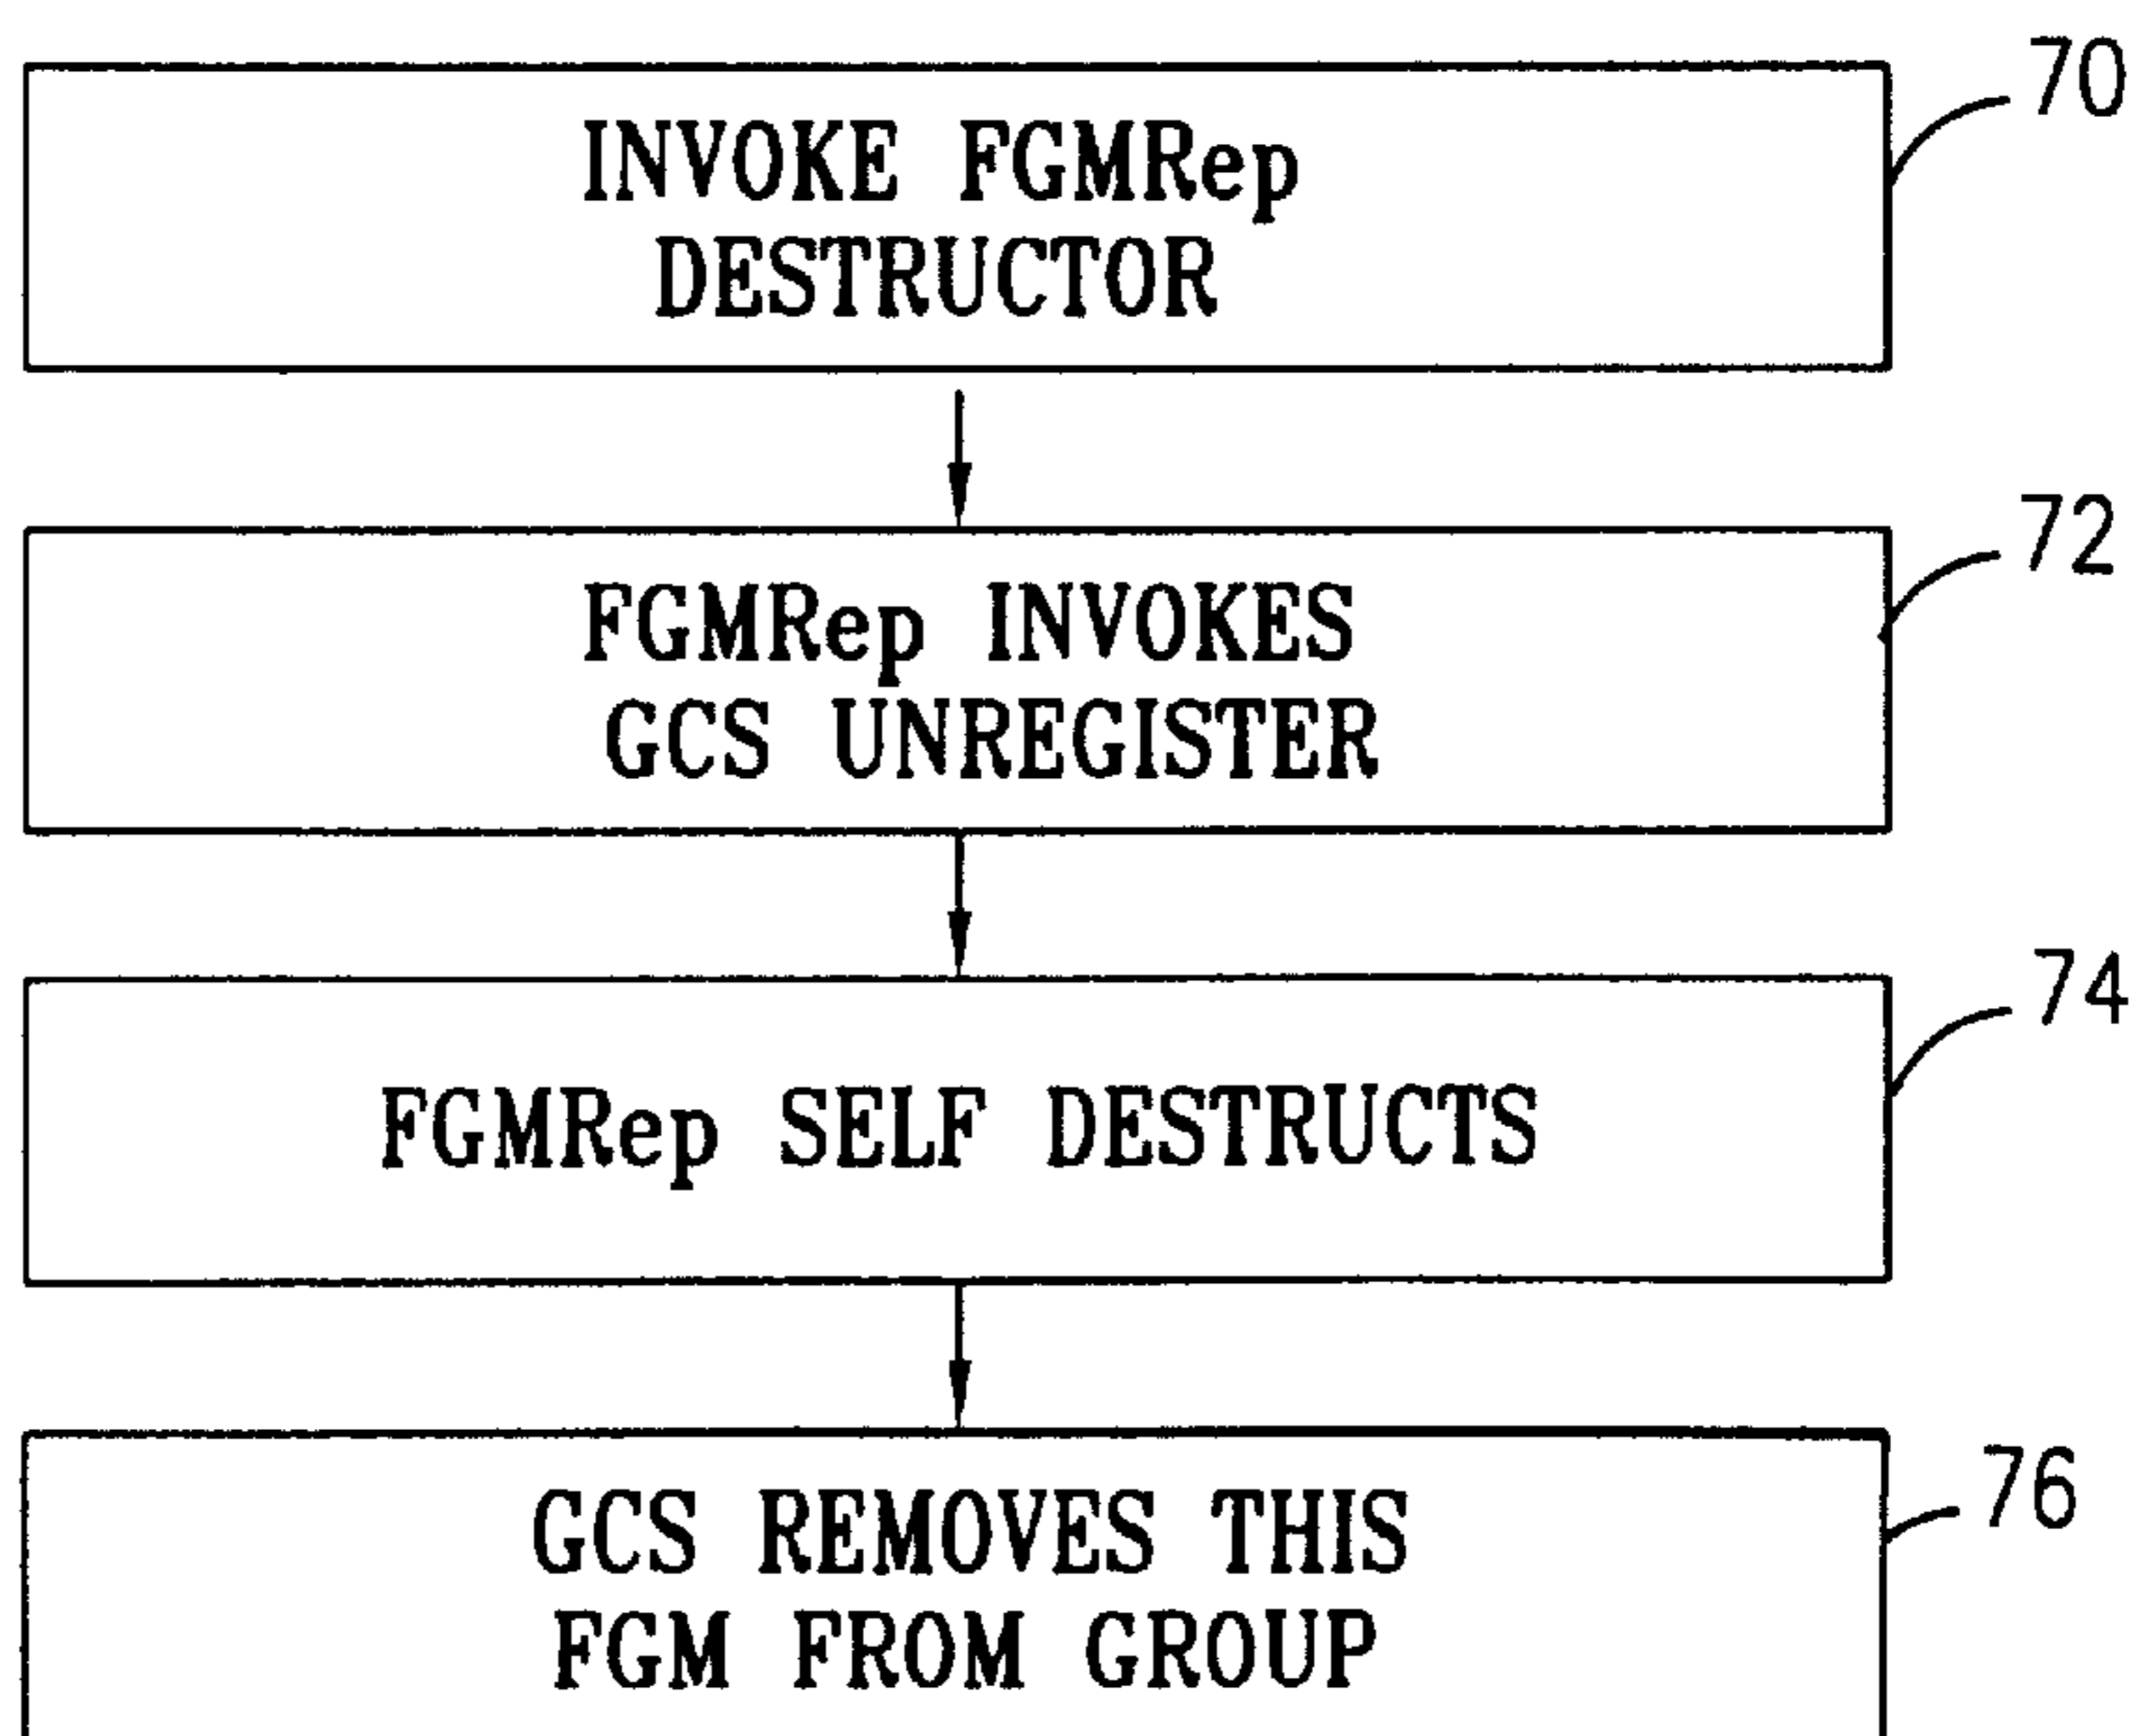 INVOKE FGMRep
DESTRUCTOR
70
FGMRep INVOKES
GCS UNREGISTER
72
FGMRep SELF DESTRUCTS
74
GCS REMOVES THIS
FGM FROM GROUP
76